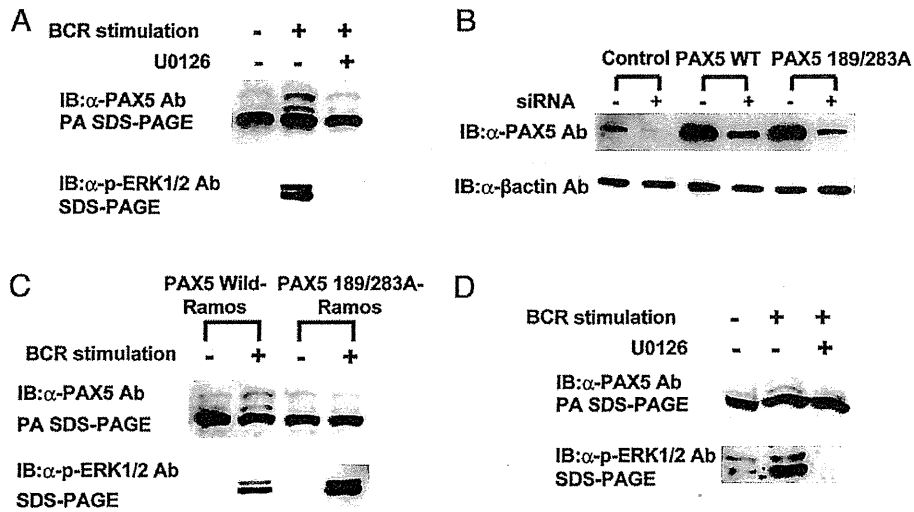 A
BCR stimulation - + +
U0126 - - +
IB:α-PAX5 Ab
PA SDS-PAGE
IB:α-p-ERK1/2 Ab
SDS-PAGE
B
Control PAX5 WT PAX5 189/283A
siRNA - + - + - +
IB:α-PAX5 Ab
IB:α-βactin Ab
C
PAX5 Wild- PAX5 189/283A-
Ramos Ramos
BCR stimulation - + - +
IB:α-PAX5 Ab
PA SDS-PAGE
IB:α-p-ERK1/2 Ab
SDS-PAGE
D
BCR stimulation - + +
U0126 - - +
IB:α-PAX5 Ab
PA SDS-PAGE
IB:α-p-ERK1/2 Ab
SDS-PAGE